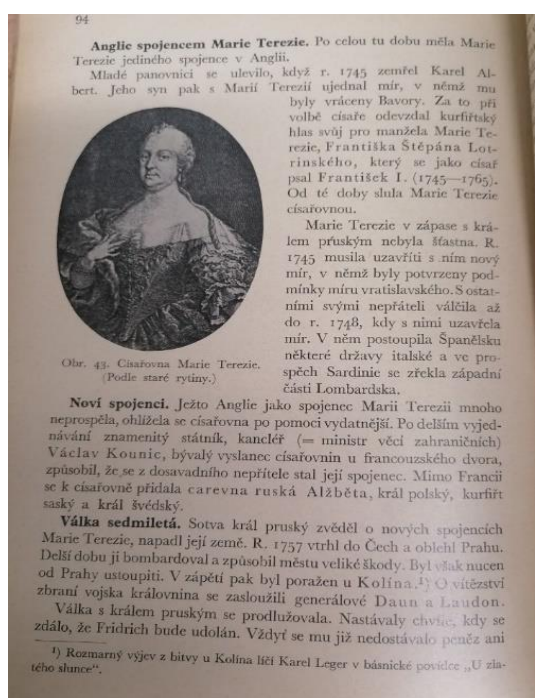 94
Anglie spojencem Marie Terezie. Po celou tu dobu měla Marie
Terezie jediného spojence v Anglii.
Mladé panovnici se ulevilo, když r. 1745 zemřel Karel Al-
bert. Jeho syn pak s Marií Terezií ujednal mír, v němž mu
byly vráceny Bavory. Za to při
volbě císaře odevzdal kurfiřtský
hlas svůj pro manžela Marie Te-
rezie, Františka Štěpána Lot-
rinského, který se jako císař
psal František I. (1745—1765).
Od té doby slula Marie Terezie
císařovnou.
Marie Terezie v zápase s krá-
lem pruským nebyla šťastna. R.
1745 musila uzavříti s ním nový
mír, v němž byly potvrzeny pod-
mínky míru vratislavského. S ostat-
ními svými nepřáteli válčila až
do r. 1748, kdy s nimi uzavřela
mír. V něm postoupila Španělsku
některé državy italské a ve pro-
spěch Sardinie se zřekla západní
části Lombardska.
Obr. 43. Císařovna Marie Terezie.
(Podle staré rytiny.)
Noví spojenci. Ježto Anglie jako spojenec Marii Terezii mnoho
neprospěla, ohlížela se císařovna po pomoci vydatnější. Po delším vyjed-
návání znamenitý státník, kancléř (= ministr věcí zahraničních)
Václav Kounic, bývalý vyslanec císařovnin u francouzského dvora,
způsobil, že se z dosavadního nepřítele stal její spojenec. Mimo Francii
se k císařovně přidala carevna ruská Alžběta, král polský, kurfiřt
saský a král švédský.
Válka sedmiletá. Sotva král pruský zvěděl o nových spojencích
Marie Terezie, napadl její země. R. 1757 vtrhl do Čech a oblehl Prahu.
Delší dobu ji bombardoval a způsobil městu veliké škody. Byl však nucen
od Prahy ustoupiti. V zápětí pak byl poražen u Kolína.¹) O vítězství
zbraní vojska královnina se zasloužili generálové Daun a Laudon.
Válka s králem pruským se prodlužovala. Nastávaly chvíle, kdy se
zdálo, že Fridrich bude udolán. Vždyť se mu již nedostávalo peněz ani
¹) Rozmarný výjev z bitvy u Kolína líčí Karel Leger v básnické povídce „U zla-
tého slunce“.